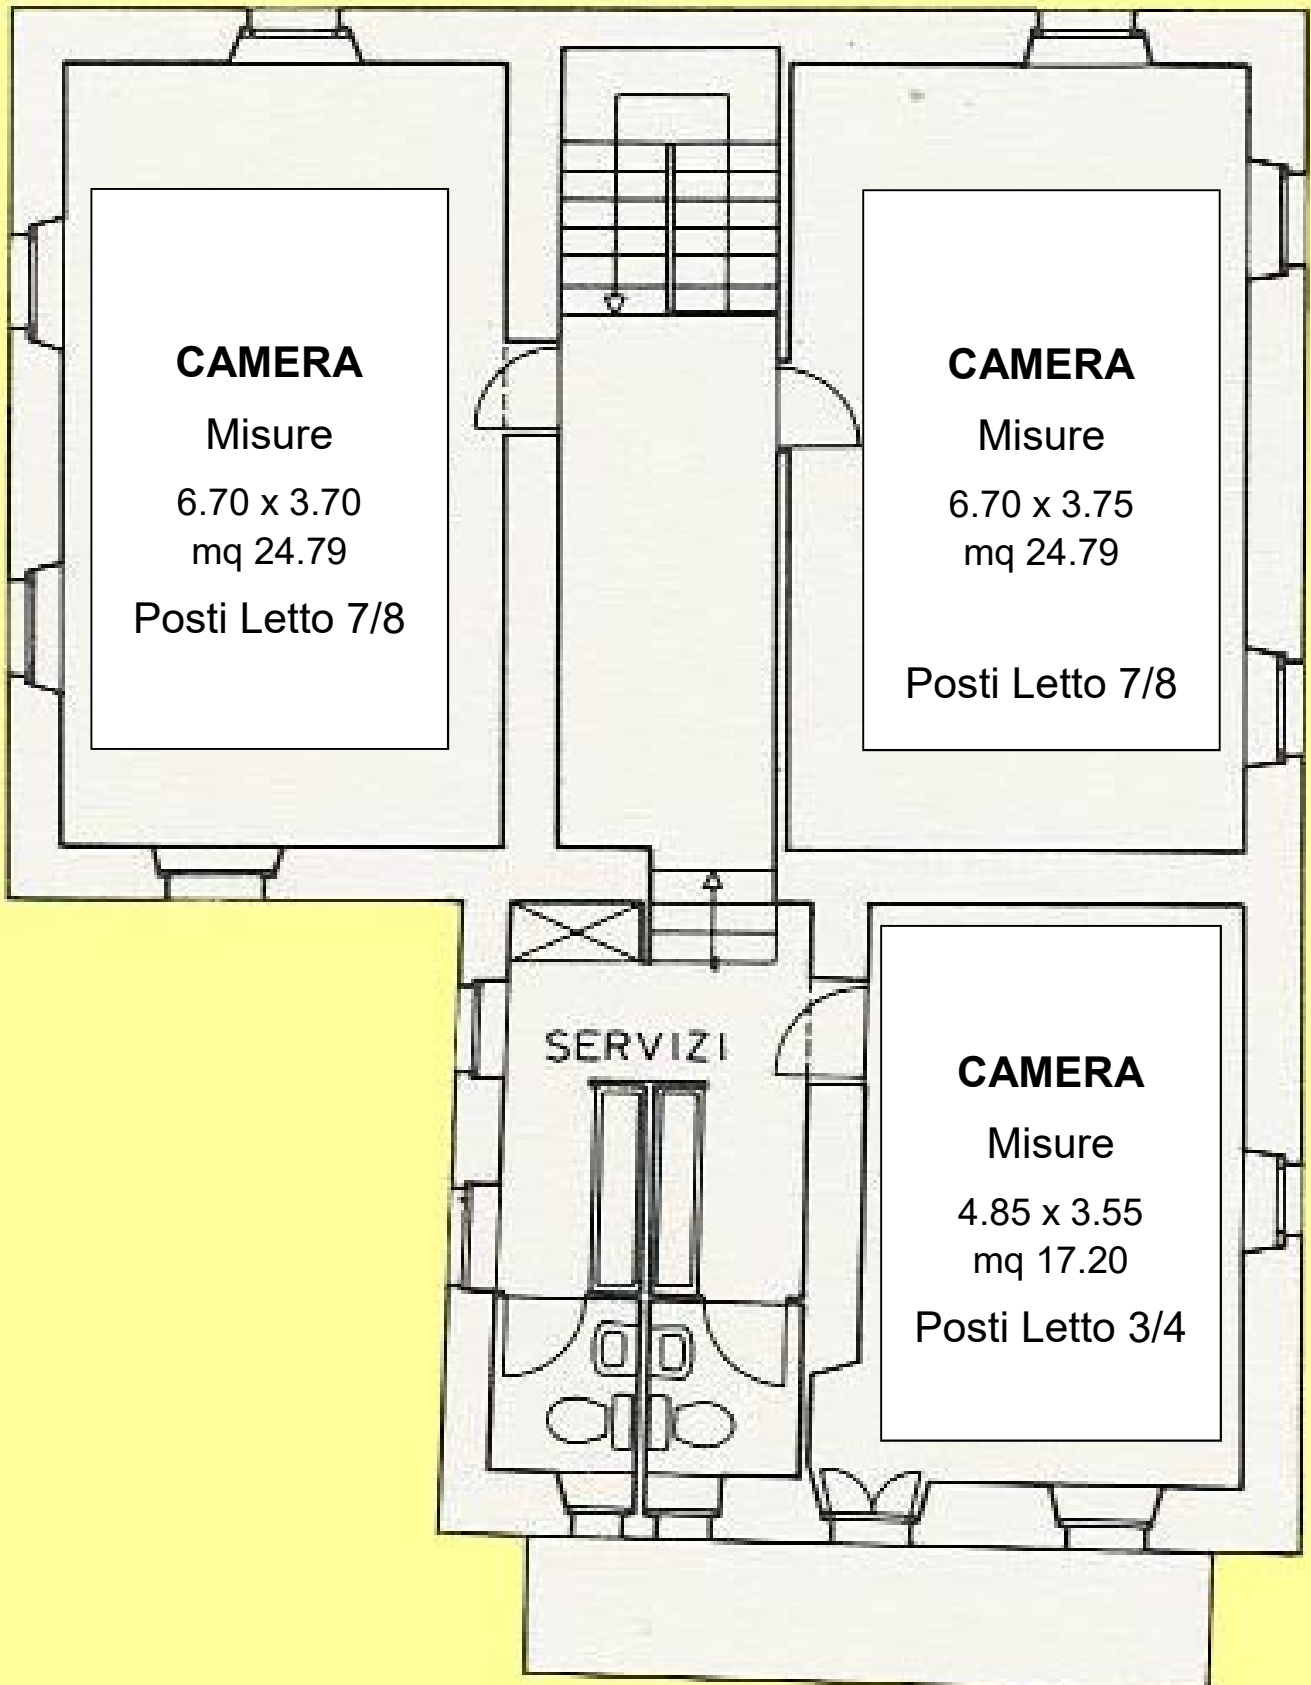 CAMERA
Misure
6.70 x 3.70
mq 24.79
Posti Letto 7/8
CAMERA
Misure
6.70 x 3.75
mq 24.79
Posti Letto 7/8
SERVIZI
CAMERA
Misure
4.85 x 3.55
mq 17.20
Posti Letto 3/4